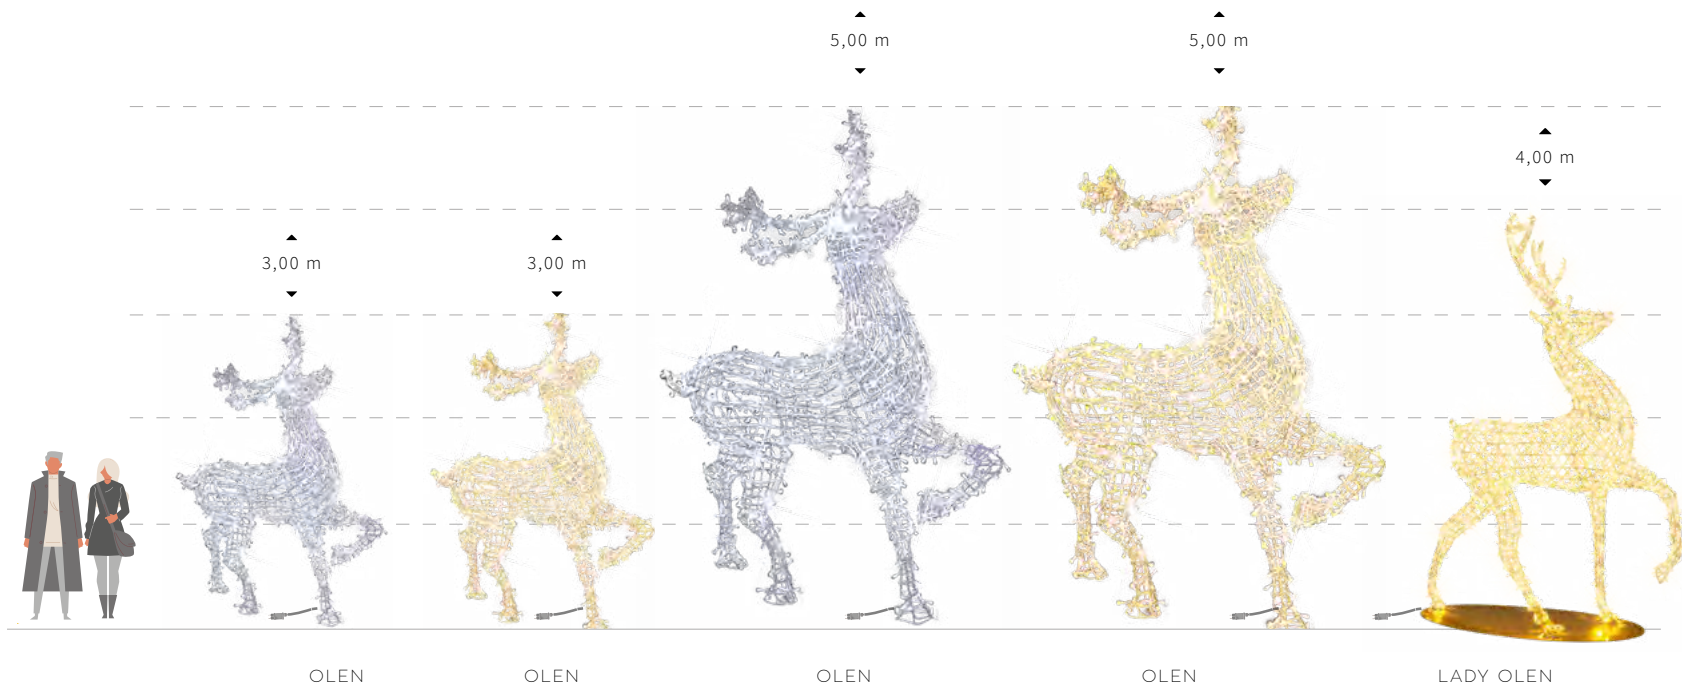 5,00 m
5,00 m
4,00 m
3,00 m
3,00 m
OLEN
OLEN
OLEN
OLEN
LADY OLEN